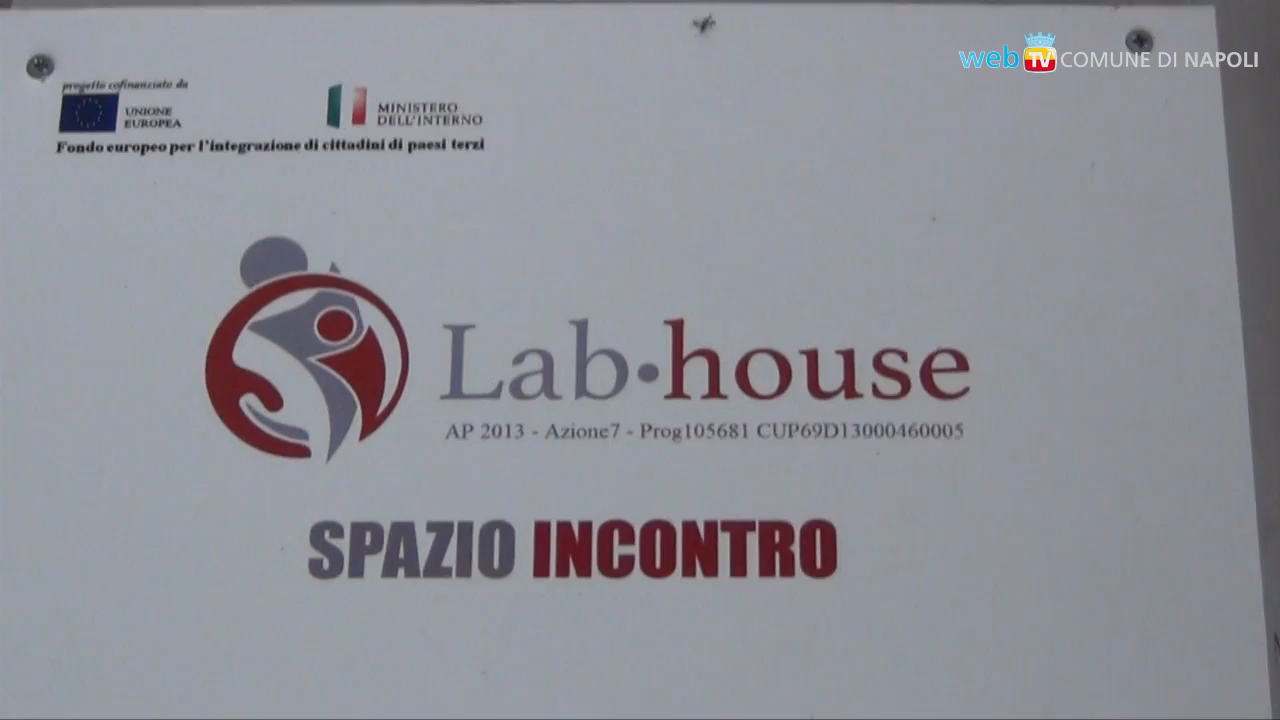 web TV COMUNE DI NAPOLI
progetto cofinanziato da
UNIONE
EUROPEA
MINISTERO
DELL'INTERNO
Fondo europeo per l'integrazione di cittadini di paesi terzi
Lab·house
AP 2013 - Azione7 - Prog105681 CUP69D13000460005
SPAZIO INCONTRO